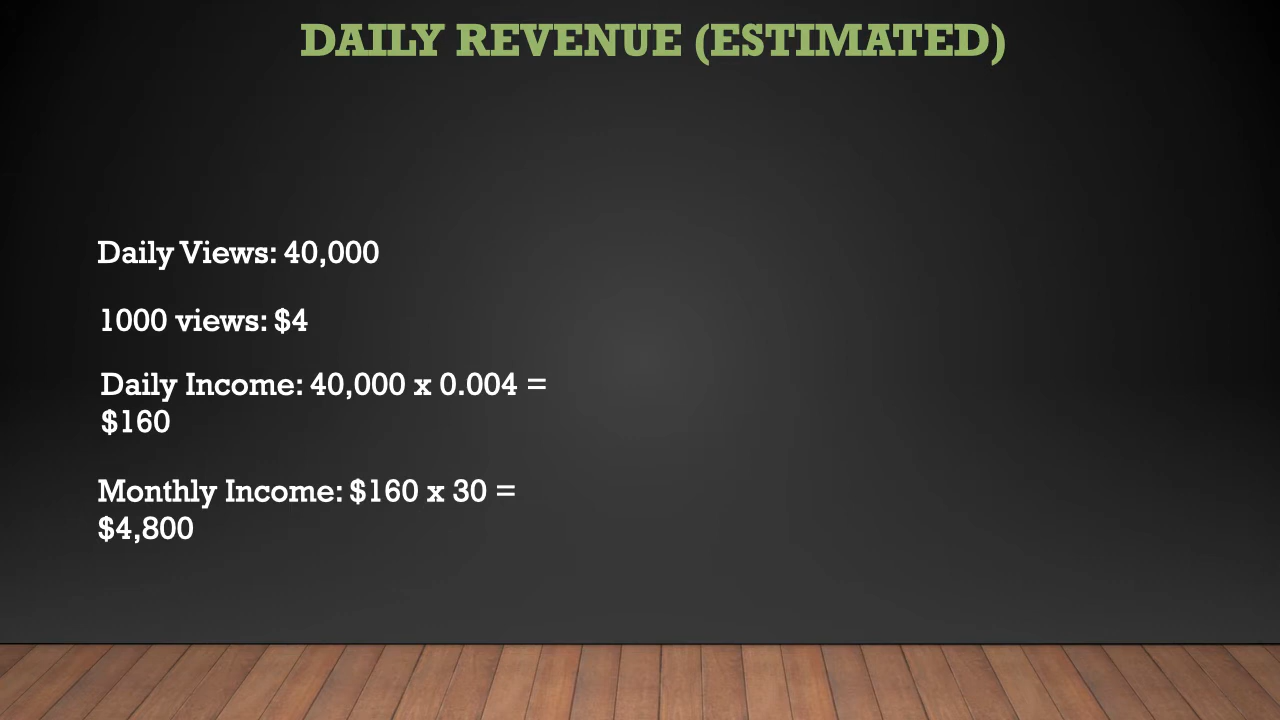 DAILY REVENUE (ESTIMATED)
Daily Views: 40,000
1000 views: $4
Daily Income: 40,000 x 0.004 =
$160
Monthly Income: $160 x 30 =
$4,800